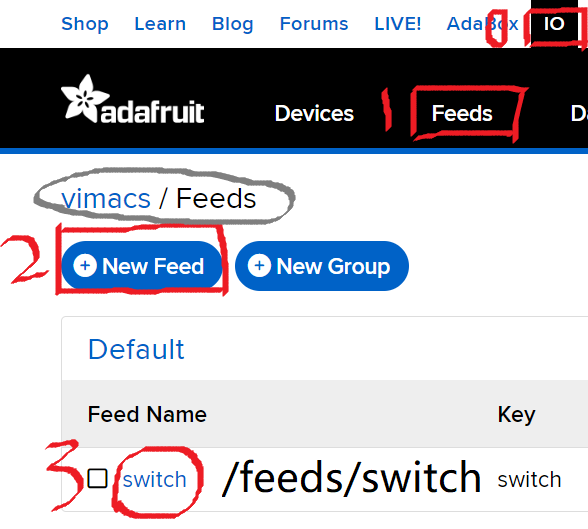 Shop Learn Blog Forums LIVE! AdaBox 0 IO
adafruit Devices 1 Feeds D
vimacs / Feeds
2 New Feed New Group
Default
Feed Name Key
3 switch /feeds/switch switch